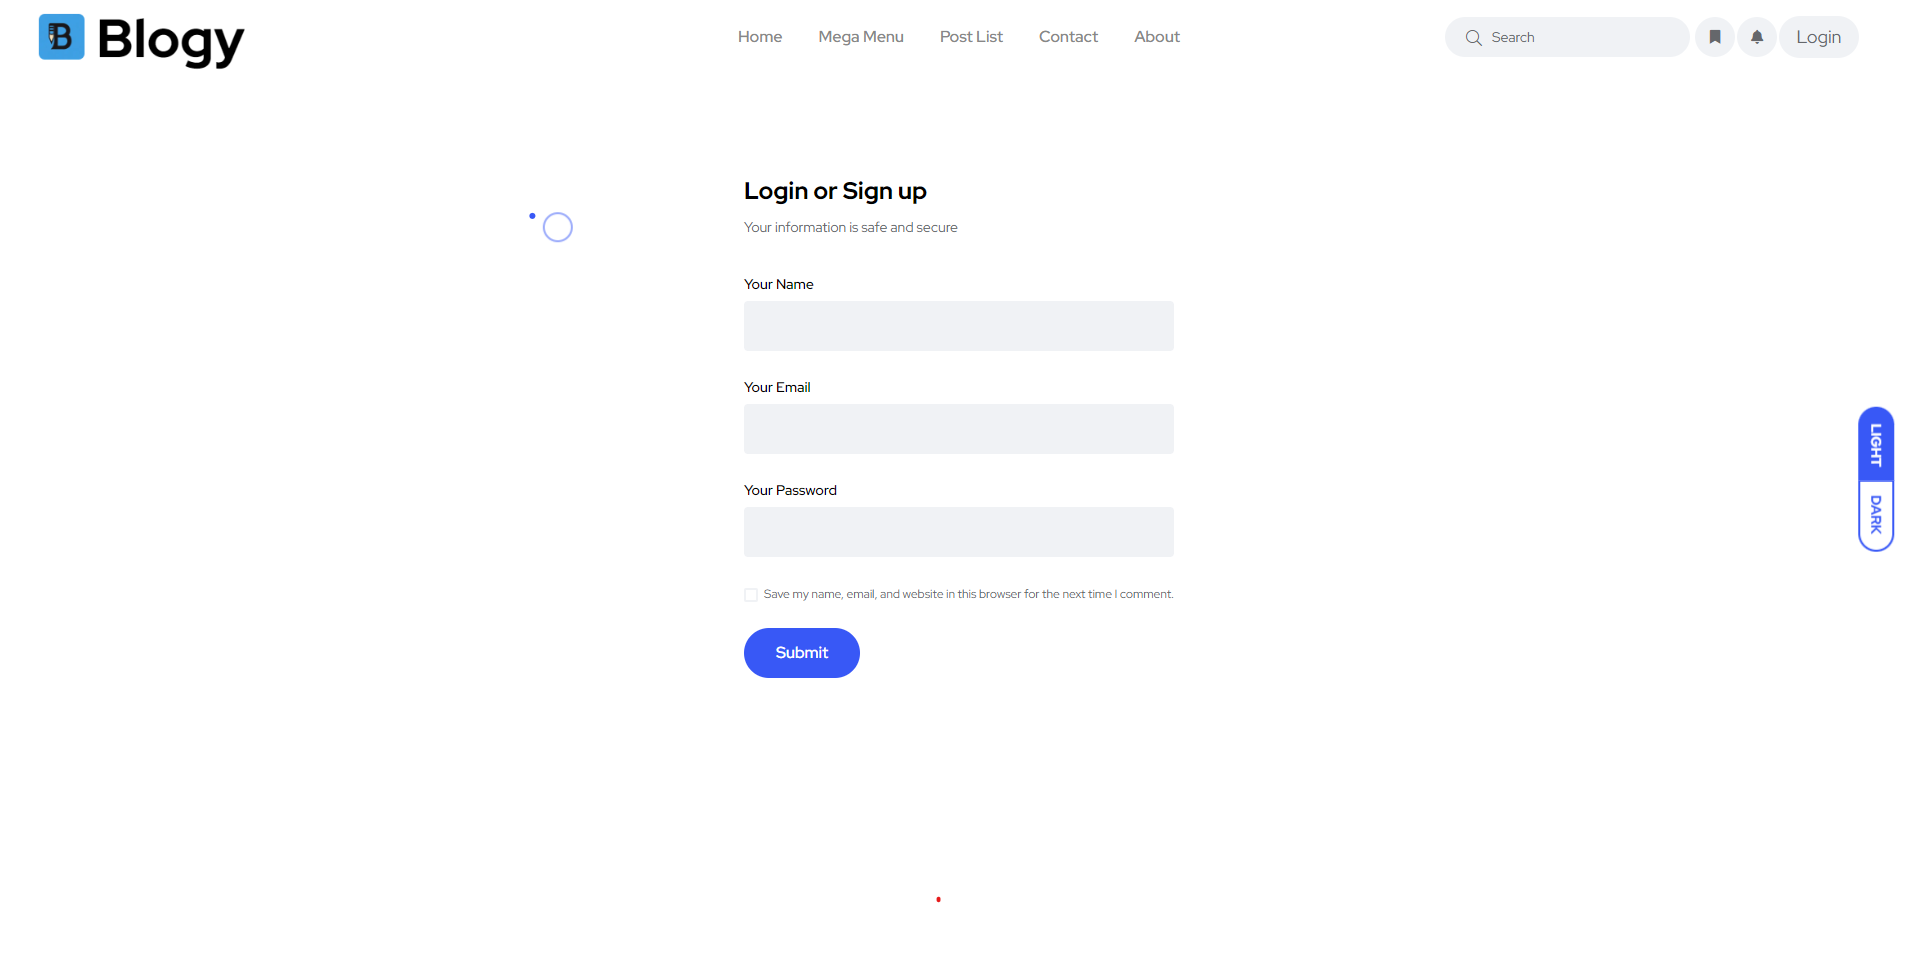 B Blogy
Home Mega Menu Post List Contact About
Search
Login
Login or Sign up
Your information is safe and secure
Your Name
Your Email
Your Password
Save my name, email, and website in this browser for the next time I comment.
Submit
LIGHT
DARK